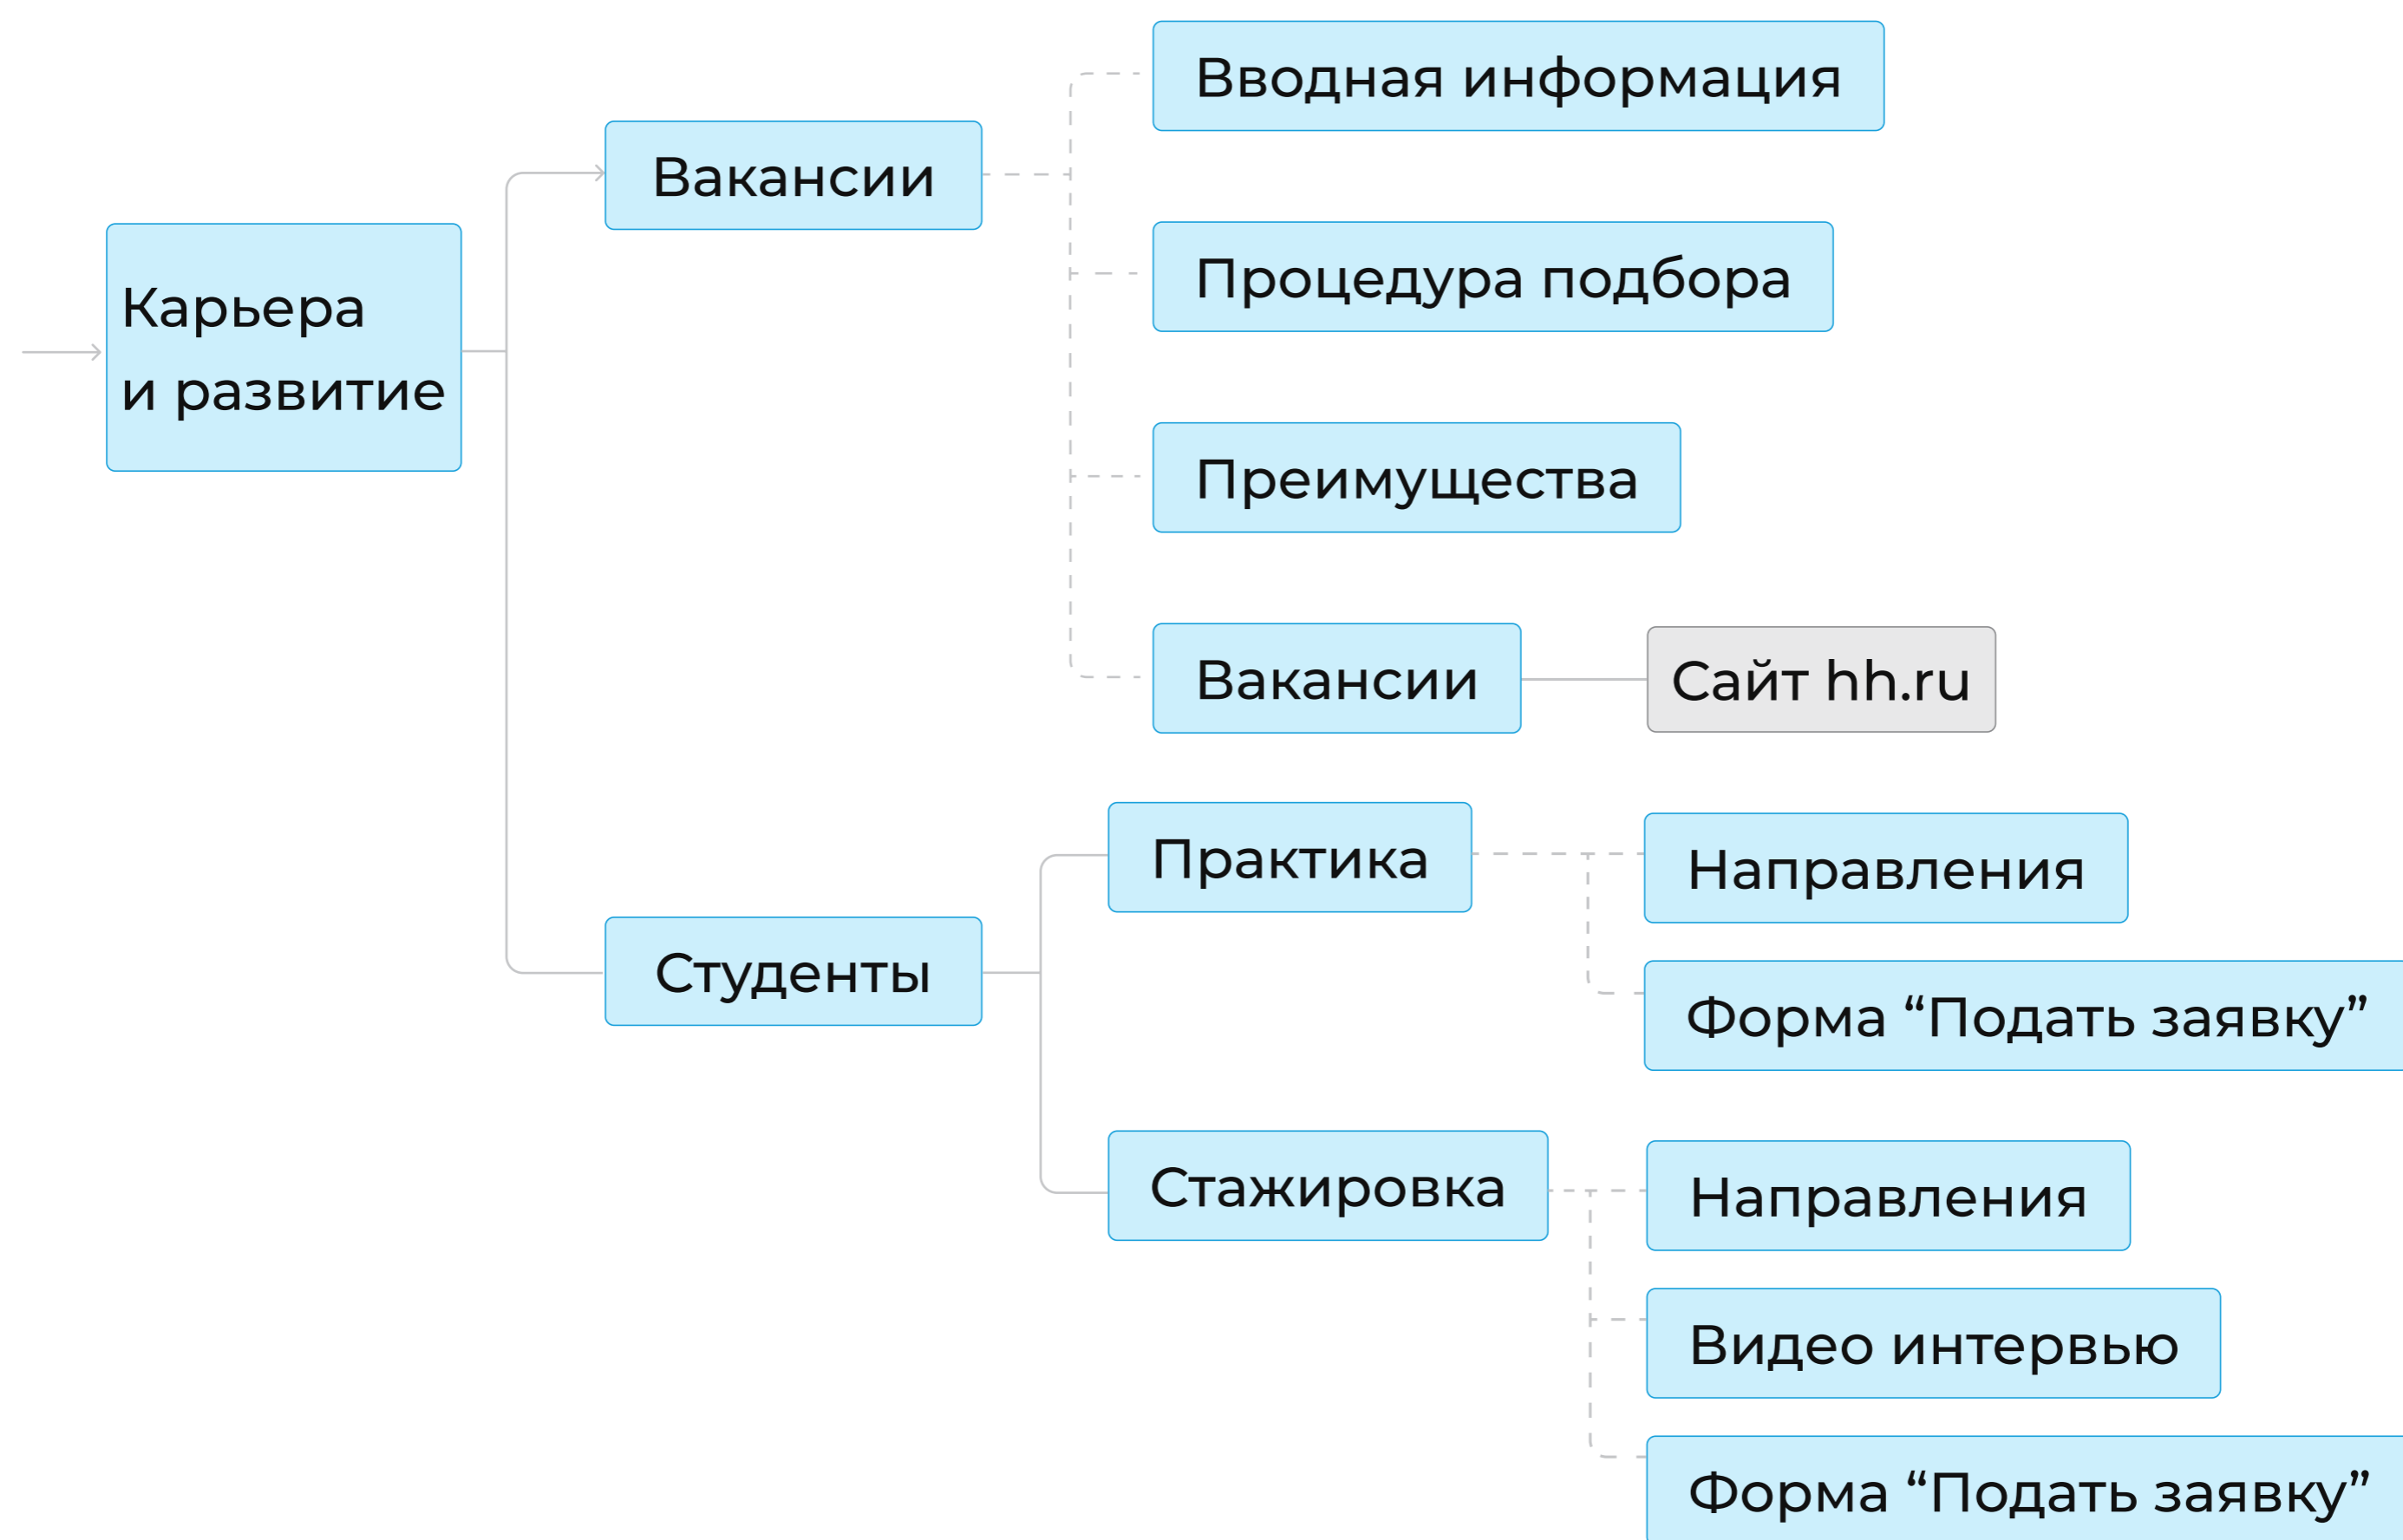 Вводная информация
Вакансии
Процедура подбора
Карьера
и развитие
Преимущества
Вакансии
Сайт hh.ru
Практика
Направления
Студенты
Форма “Подать заявку”
Стажировка
Направления
Видео интервью
Форма “Подать заявку”